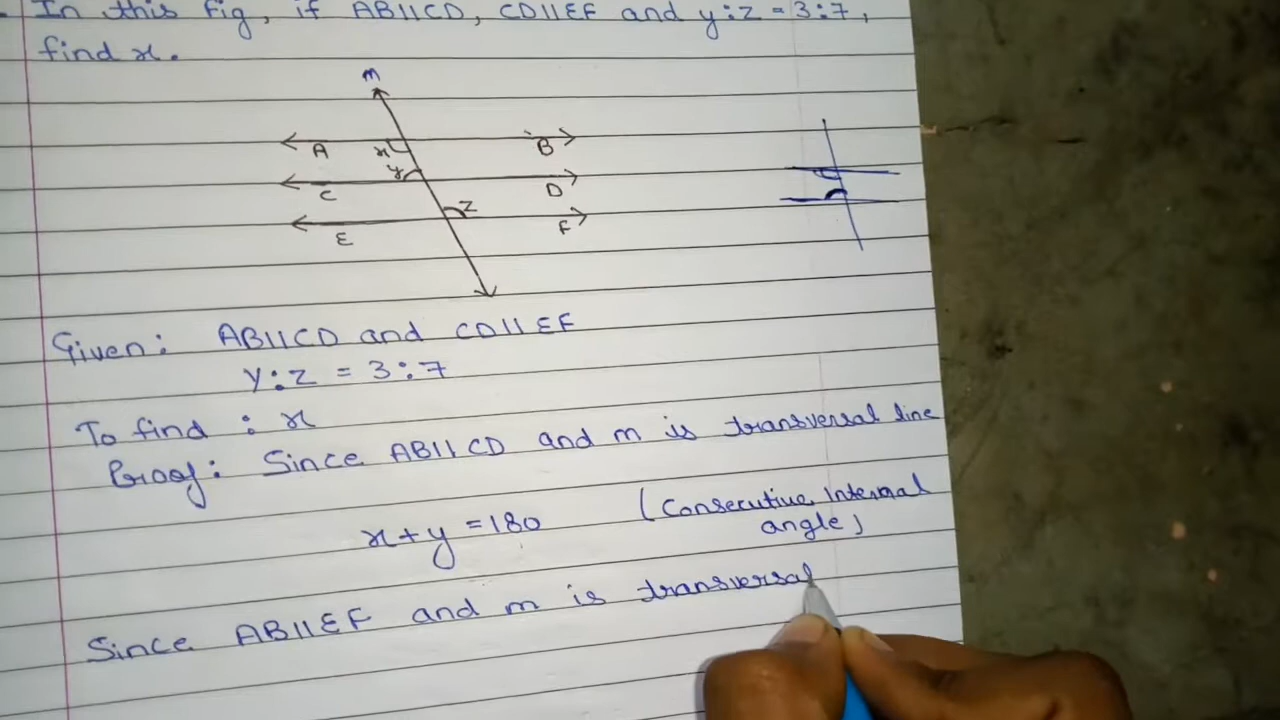 In this fig, if AB||CD, CD||EF and y:z = 3:7,
find x.
m
A B
x
y
C D
z
E F
Given: AB||CD and CD||EF
y:z = 3:7
To find : x
Proof: Since AB||CD and m is transversal line
x+y=180 (Consecutive Internal
angle)
Since AB||EF and m is transversal